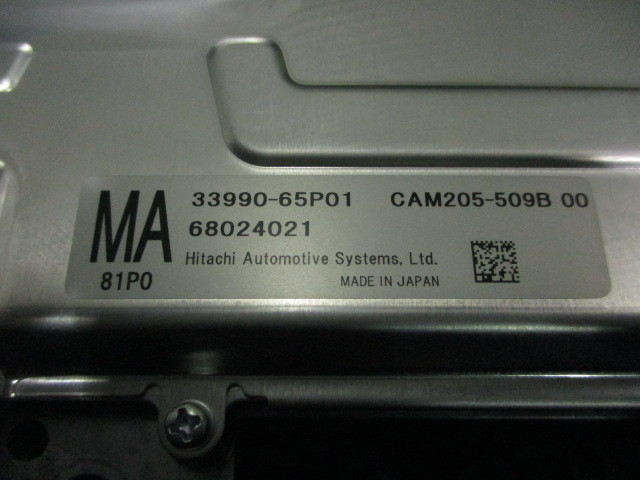 MA 33990-65P01 CAM205-509B 00
68024021
81P0 Hitachi Automotive Systems, Ltd.
MADE IN JAPAN